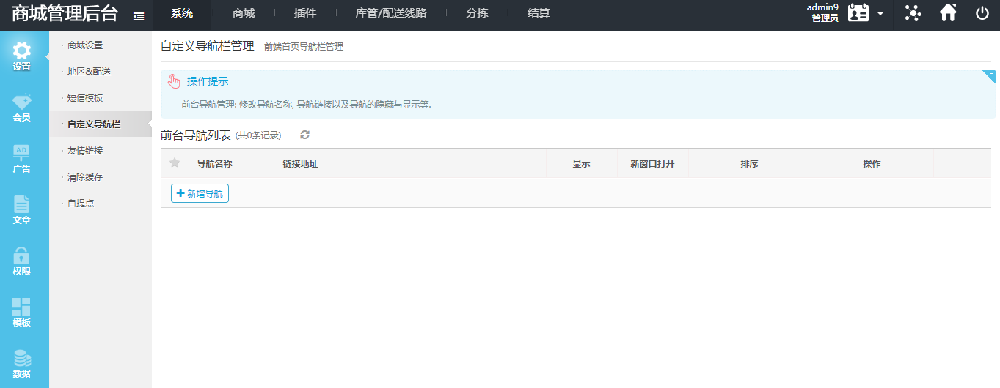 商城管理后台 系统 商城 插件 库管/配送线路 分拣 结算 admin9
管理员
设置
会员
AD
广告
文章
权限
模板
数据
· 商城设置
· 地区&配送
· 短信模板
· 自定义导航栏
· 友情链接
· 清除缓存
· 自提点
自定义导航栏管理 前端首页导航栏管理
操作提示
前台导航管理; 修改导航名称, 导航链接以及导航的隐藏与显示等.
前台导航列表 (共0条记录)
导航名称 链接地址 显示 新窗口打开 排序 操作
新增导航